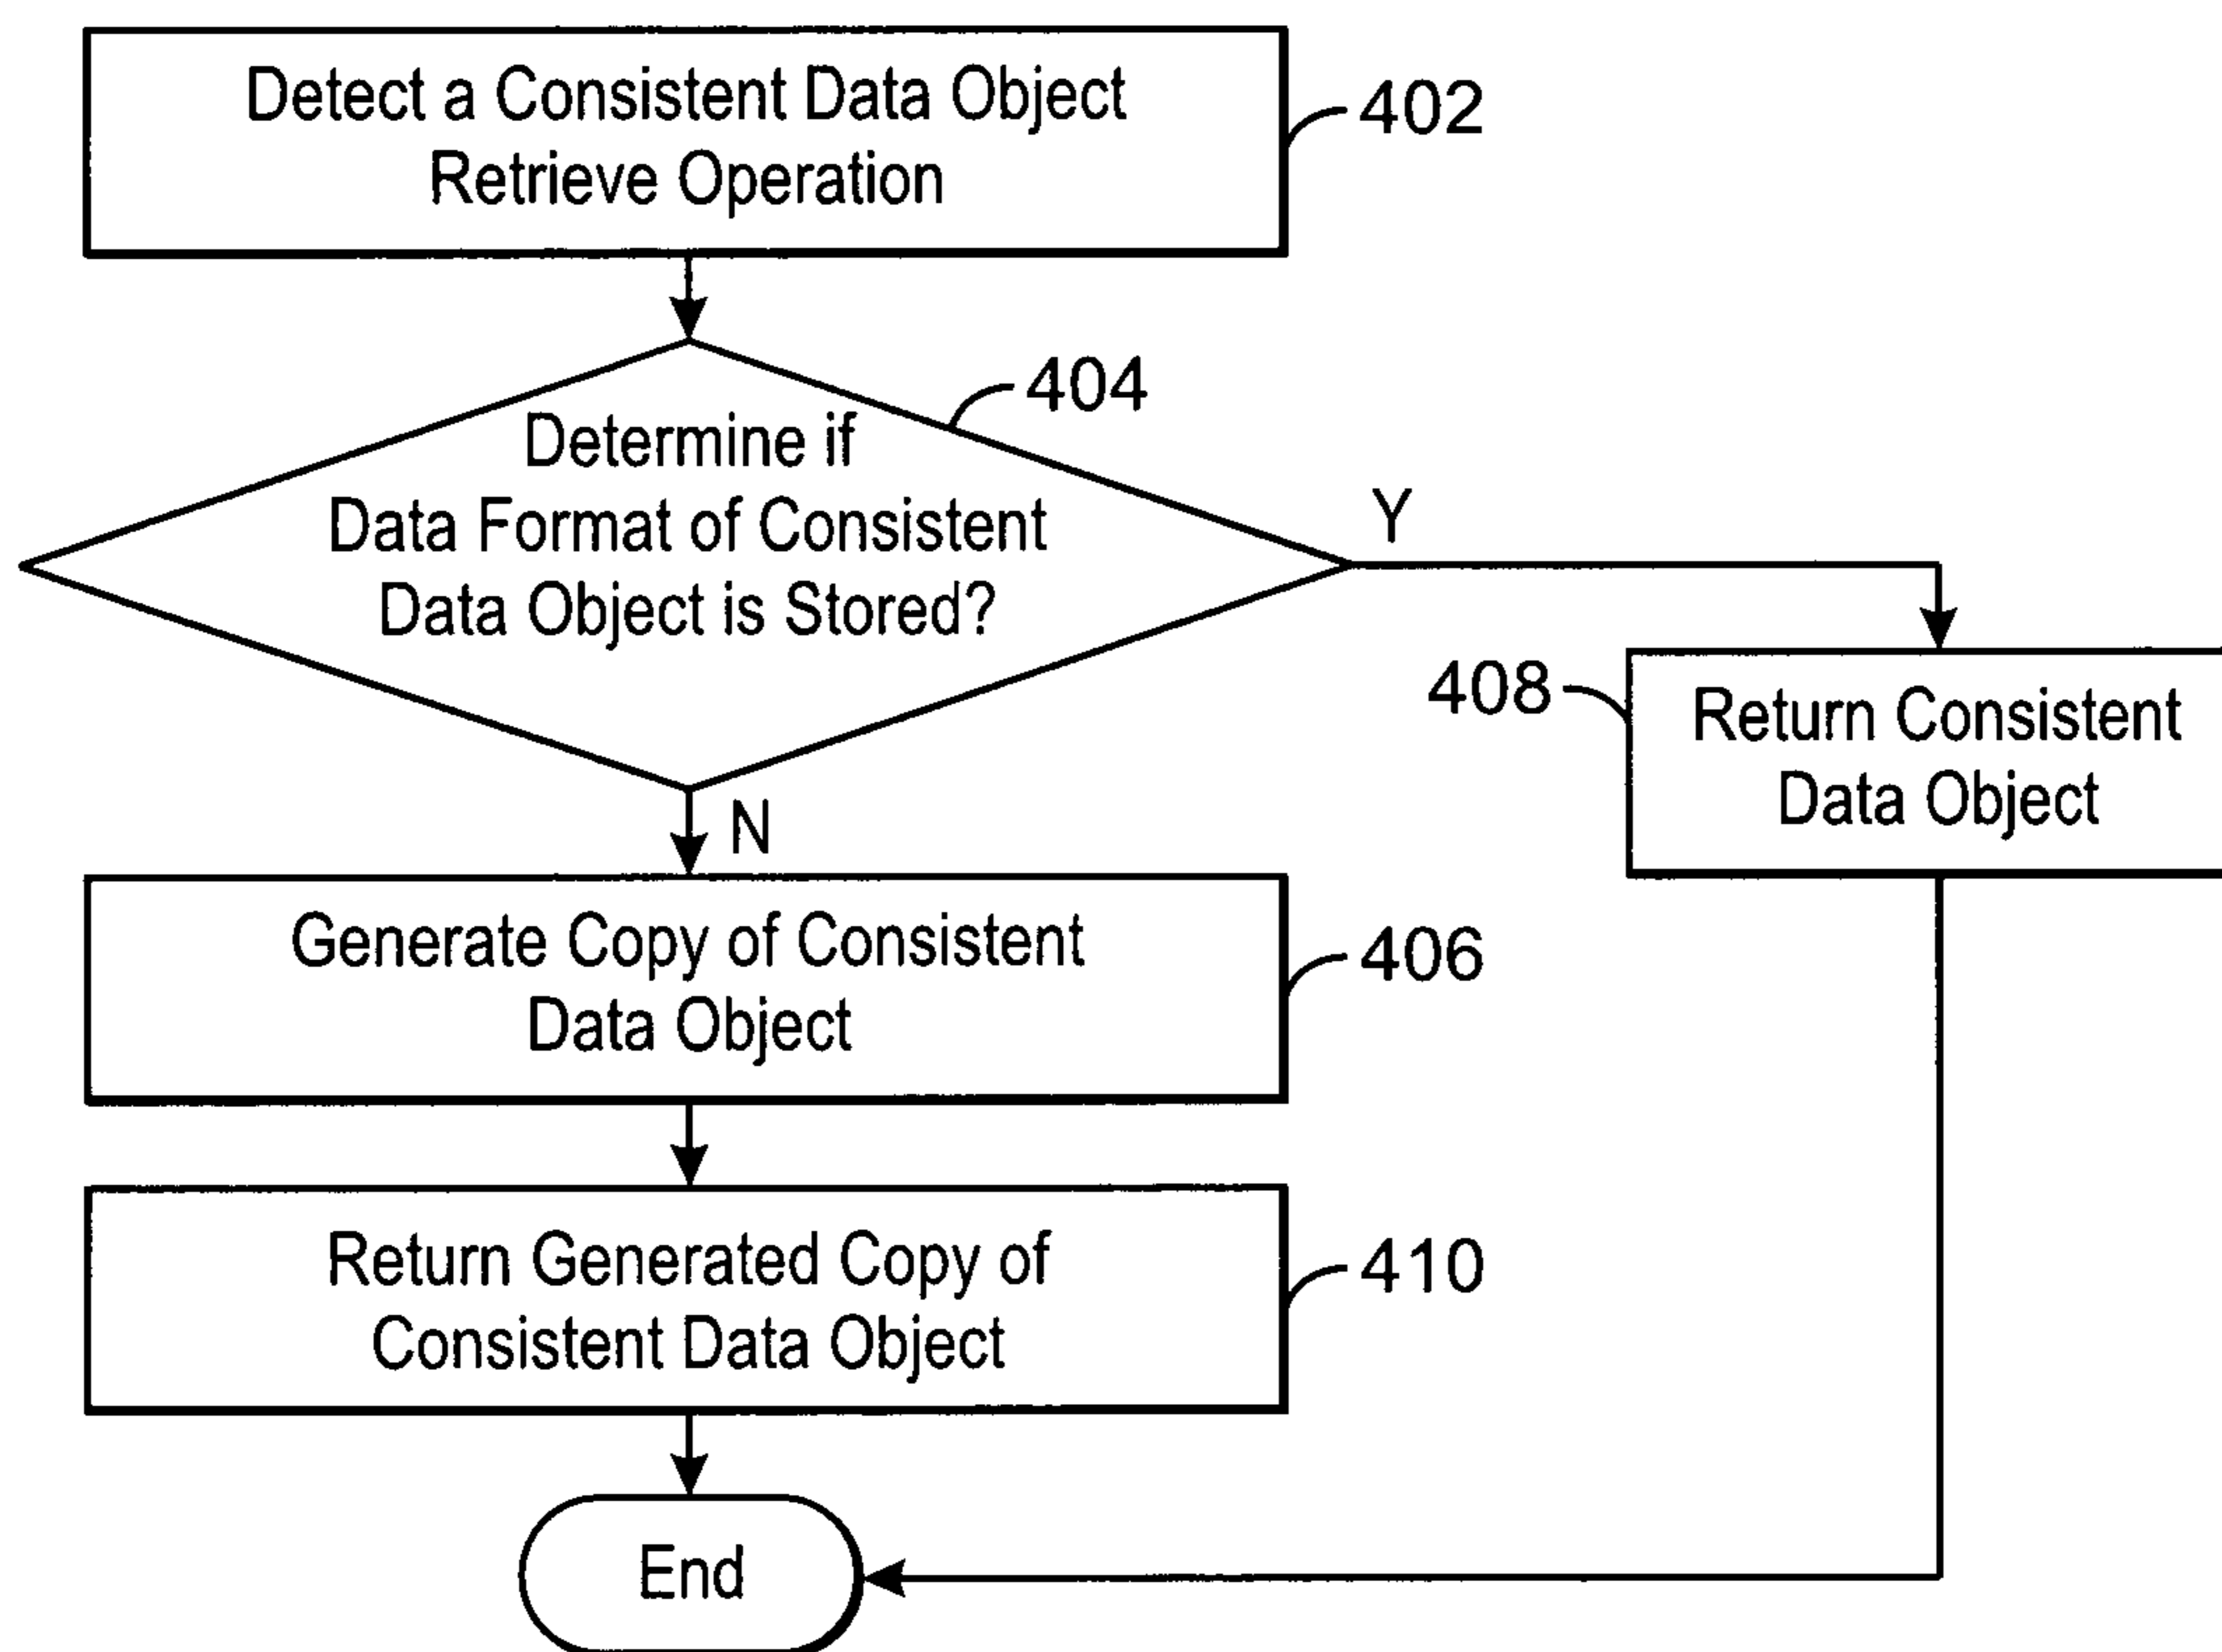 Detect a Consistent Data Object
Retrieve Operation
402
404
Determine if
Data Format of Consistent
Data Object is Stored?
Y
408
Return Consistent
Data Object
N
Generate Copy of Consistent
Data Object
406
Return Generated Copy of
Consistent Data Object
410
End